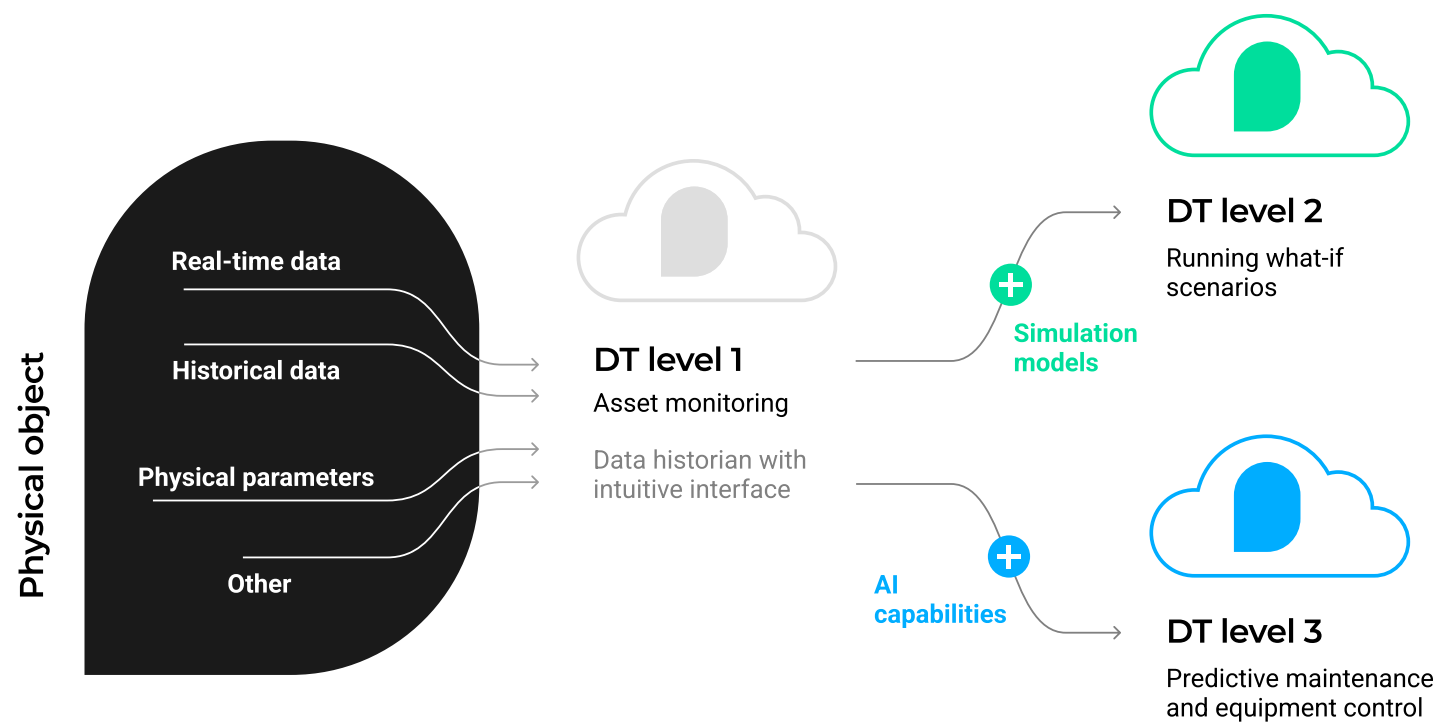 Physical object
Real-time data
Historical data
Physical parameters
Other
DT level 1
Asset monitoring
Data historian with
intuitive interface
Simulation
models
AI
capabilities
DT level 2
Running what-if
scenarios
DT level 3
Predictive maintenance
and equipment control